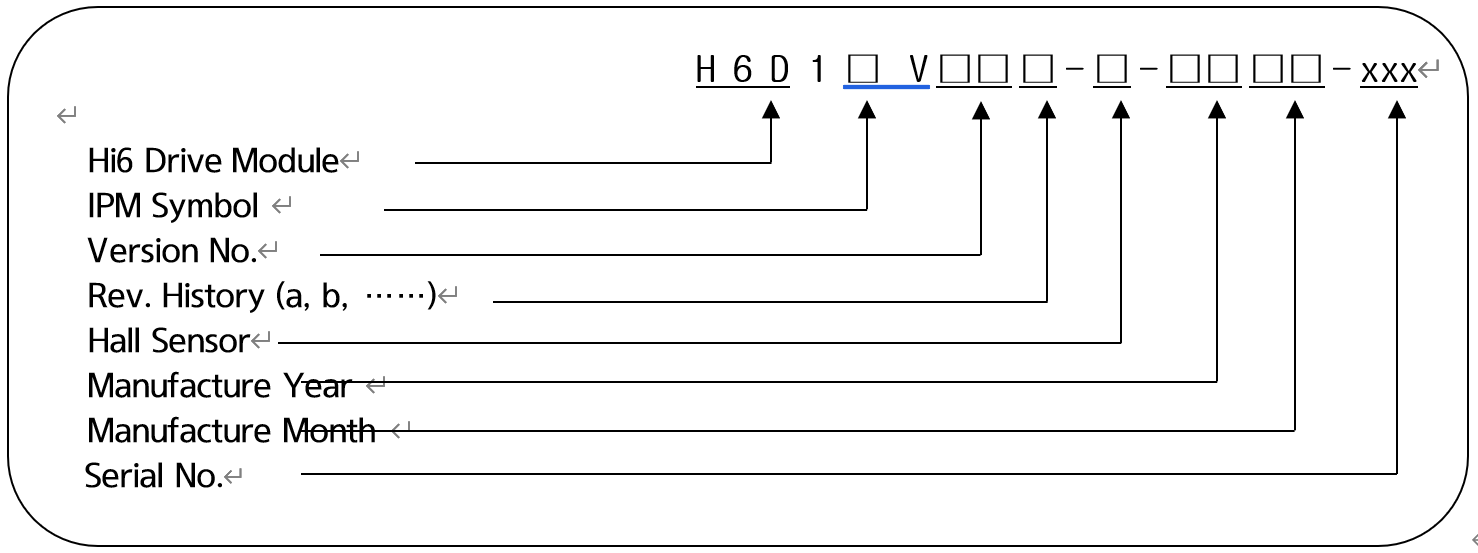 H 6 D 1 □ V □□ □ - □ - □□ □□ - xxx↵
↵
Hi6 Drive Module↵
IPM Symbol ↵
Version No.↵
Rev. History (a, b, ⋯⋯)↵
Hall Sensor↵
Manufacture Year ↵
Manufacture Month ↵
Serial No.↵
↵